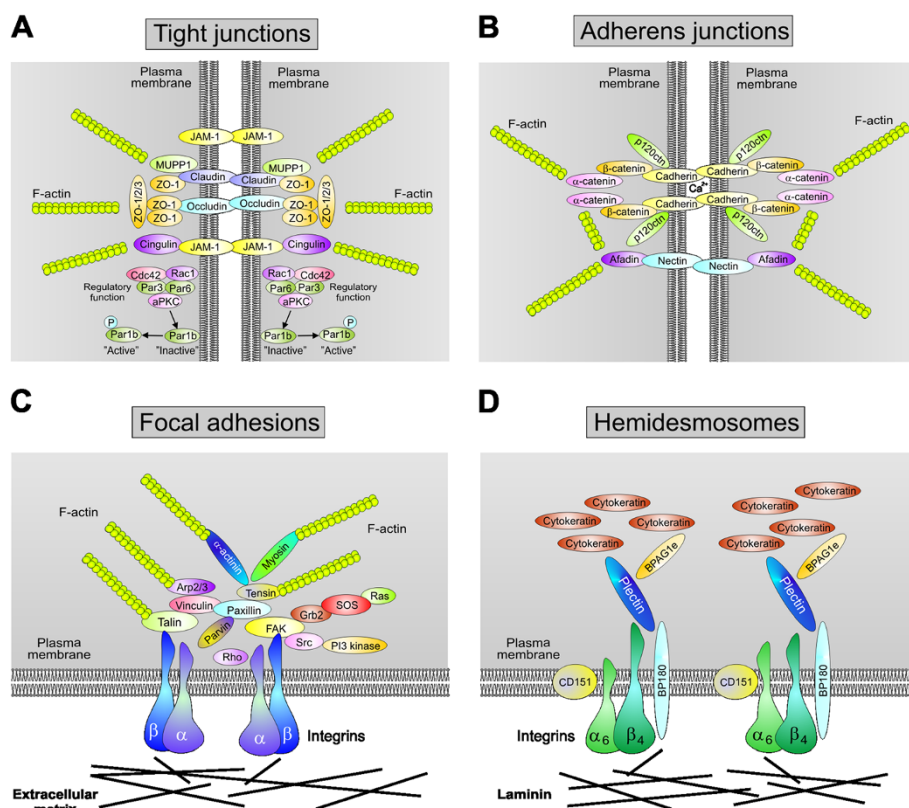 A
Tight junctions
Plasma
membrane
Plasma
membrane
JAM-1 JAM-1
MUPP1 MUPP1
F-actin
F-actin
Claudin Claudin
ZO-1 ZO-1
ZO-1/2/3 ZO-1/2/3
Occludin Occludin
ZO-1 ZO-1
ZO-1 ZO-1
Cingulin JAM-1 JAM-1 Cingulin
Cdc42 Rac1 Rac1 Cdc42
Regulatory
function
Par3 Par6 Par6 Par3
Regulatory
function
aPKC aPKC
P P
Par1b Par1b Par1b Par1b
"Active" "Inactive" "Inactive" "Active"
B
Adherens junctions
Plasma
membrane
Plasma
membrane
F-actin F-actin
p120ctn p120ctn
β-catenin Cadherin Cadherin β-catenin
α-catenin Ca2+ α-catenin
α-catenin α-catenin
β-catenin Cadherin Cadherin β-catenin
p120ctn p120ctn
Afadin Nectin Nectin Afadin
C
Focal adhesions
F-actin F-actin
α-actinin Myosin
Arp2/3 Tensin Ras
Vinculin Paxillin Grb2 SOS
Talin Parvin FAK
Src PI3 kinase
Rho
Plasma
membrane
β α α β
Integrins
Extracellular
D
Hemidesmosomes
Cytokeratin Cytokeratin
Cytokeratin Cytokeratin
Cytokeratin Cytokeratin
Cytokeratin Cytokeratin
BPAG1e BPAG1e
Plectin Plectin
Plasma
membrane
CD151 BP180 CD151 BP180
Integrins
α6 β4 α6 β4
Laminin